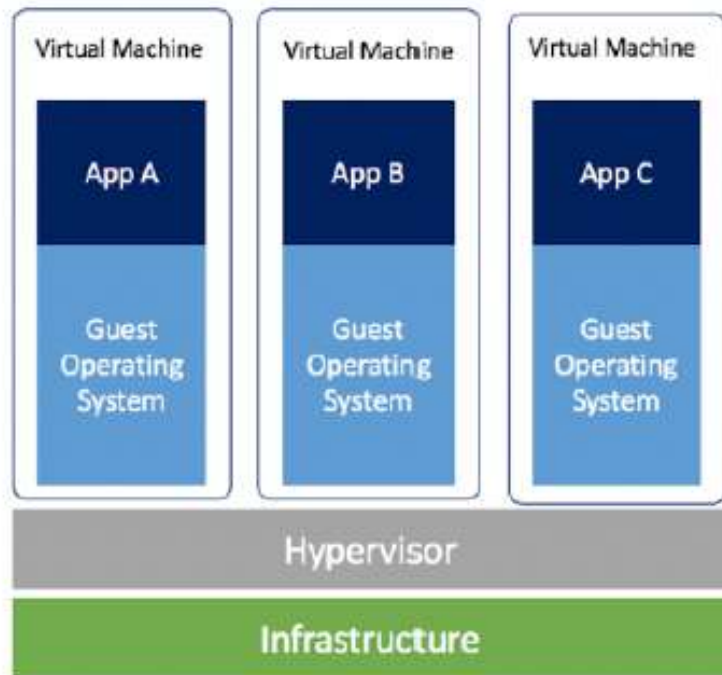 Virtual Machine
App A
Guest
Operating
System
Virtual Machine
App B
Guest
Operating
System
Virtual Machine
App C
Guest
Operating
System
Hypervisor
Infrastructure